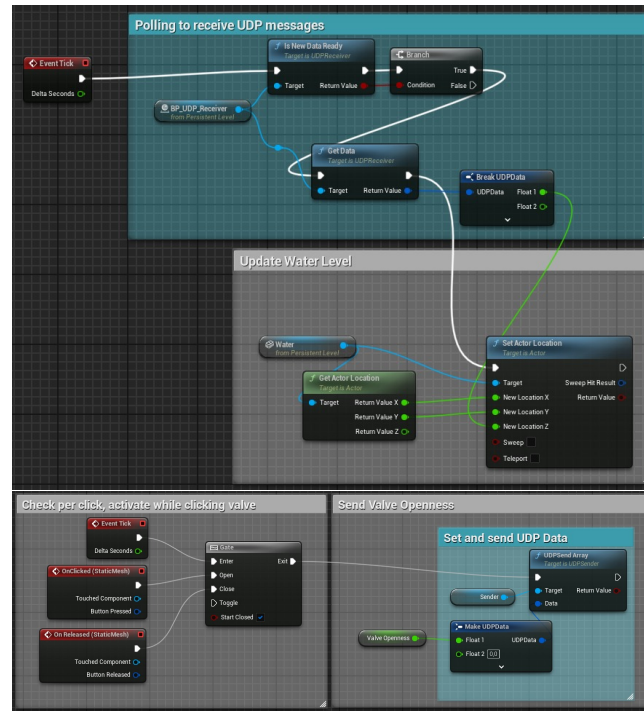 Polling to receive UDP messages
Event Tick
Delta Seconds
Is New Data Ready
Target is UDPReceiver
Target
Return Value
Branch
True
Condition
False
BP_UDP_Receiver
from Persistent Level
Get Data
Target is UDPReceiver
Target
Return Value
Break UDPData
UDPData
Float 1
Float 2
Update Water Level
Water
from Persistent Level
Get Actor Location
Target is Actor
Target
Return Value X
Return Value Y
Return Value Z
Set Actor Location
Target is Actor
Target
Sweep Hit Result
New Location X
Return Value
New Location Y
New Location Z
Sweep
Teleport
Check per click, activate while clicking valve
Event Tick
Delta Seconds
OnClicked (StaticMesh)
Touched Component
Button Pressed
On Released (StaticMesh)
Touched Component
Button Released
Gate
Enter
Exit
Open
Close
Toggle
Start Closed
Send Valve Openness
Set and send UDP Data
UDPSend Array
Target is UDPSender
Target
Return Value
Data
Sender
Make UDPData
Float 1
UDPData
Float 2 0,0
Valve Openness